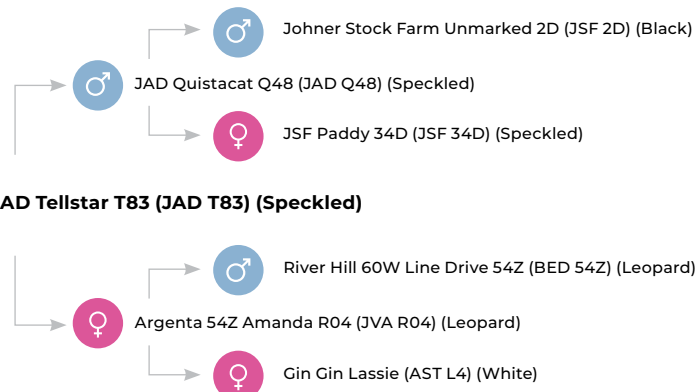 Johner Stock Farm Unmarked 2D (JSF 2D) (Black)
JAD Quistacat Q48 (JAD Q48) (Speckled)
JSF Paddy 34D (JSF 34D) (Speckled)
AD Tellstar T83 (JAD T83) (Speckled)
River Hill 60W Line Drive 54Z (BED 54Z) (Leopard)
Argenta 54Z Amanda R04 (JVA R04) (Leopard)
Gin Gin Lassie (AST L4) (White)